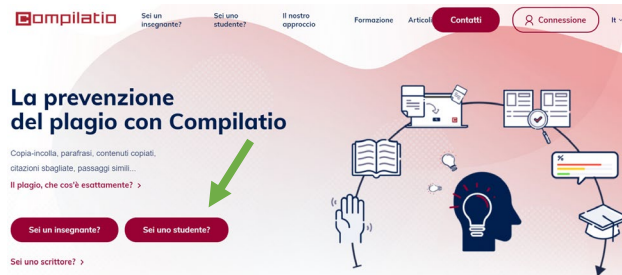 Compilatio
Sei un
insegnante?
Sei uno
studente?
Il nostro
approccio
Formazione
Articoli
Contatti
Connessione
It
La prevenzione
del plagio con Compilatio
Copia-incolla, parafrasi, contenuti copiati,
citazioni sbagliate, passaggi simili...
Il plagio, che cos'è esattamente? >
Sei un insegnante?
Sei uno studente?
Sei uno scrittore? >